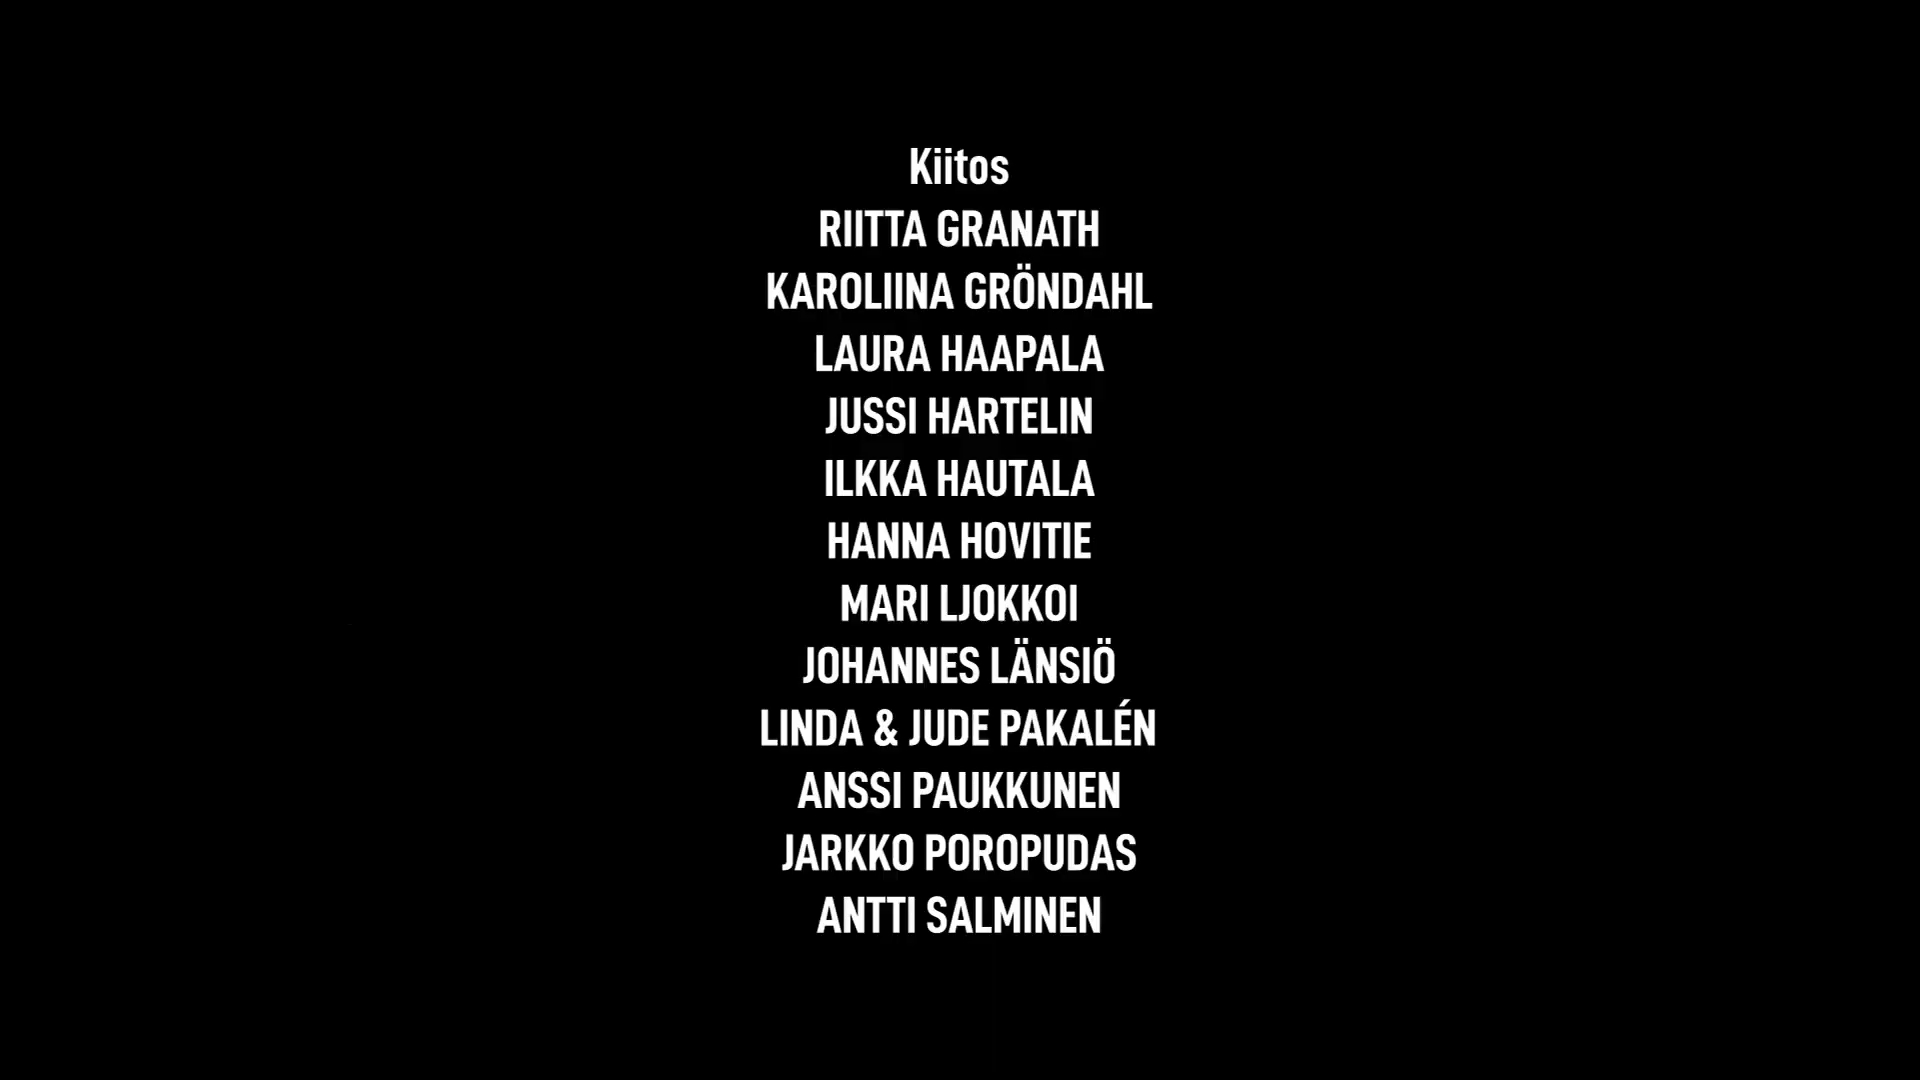 Kiitos
RIITTA GRANATH
KAROLIINA GRÖNDAHL
LAURA HAAPALA
JUSSI HARTELIN
ILKKA HAUTALA
HANNA HOVITIE
MARI LJOKKOI
JOHANNES LÄNSIÖ
LINDA & JUDE PAKALÉN
ANSSI PAUKKUNEN
JARKKO POROPUDAS
ANTTI SALMINEN